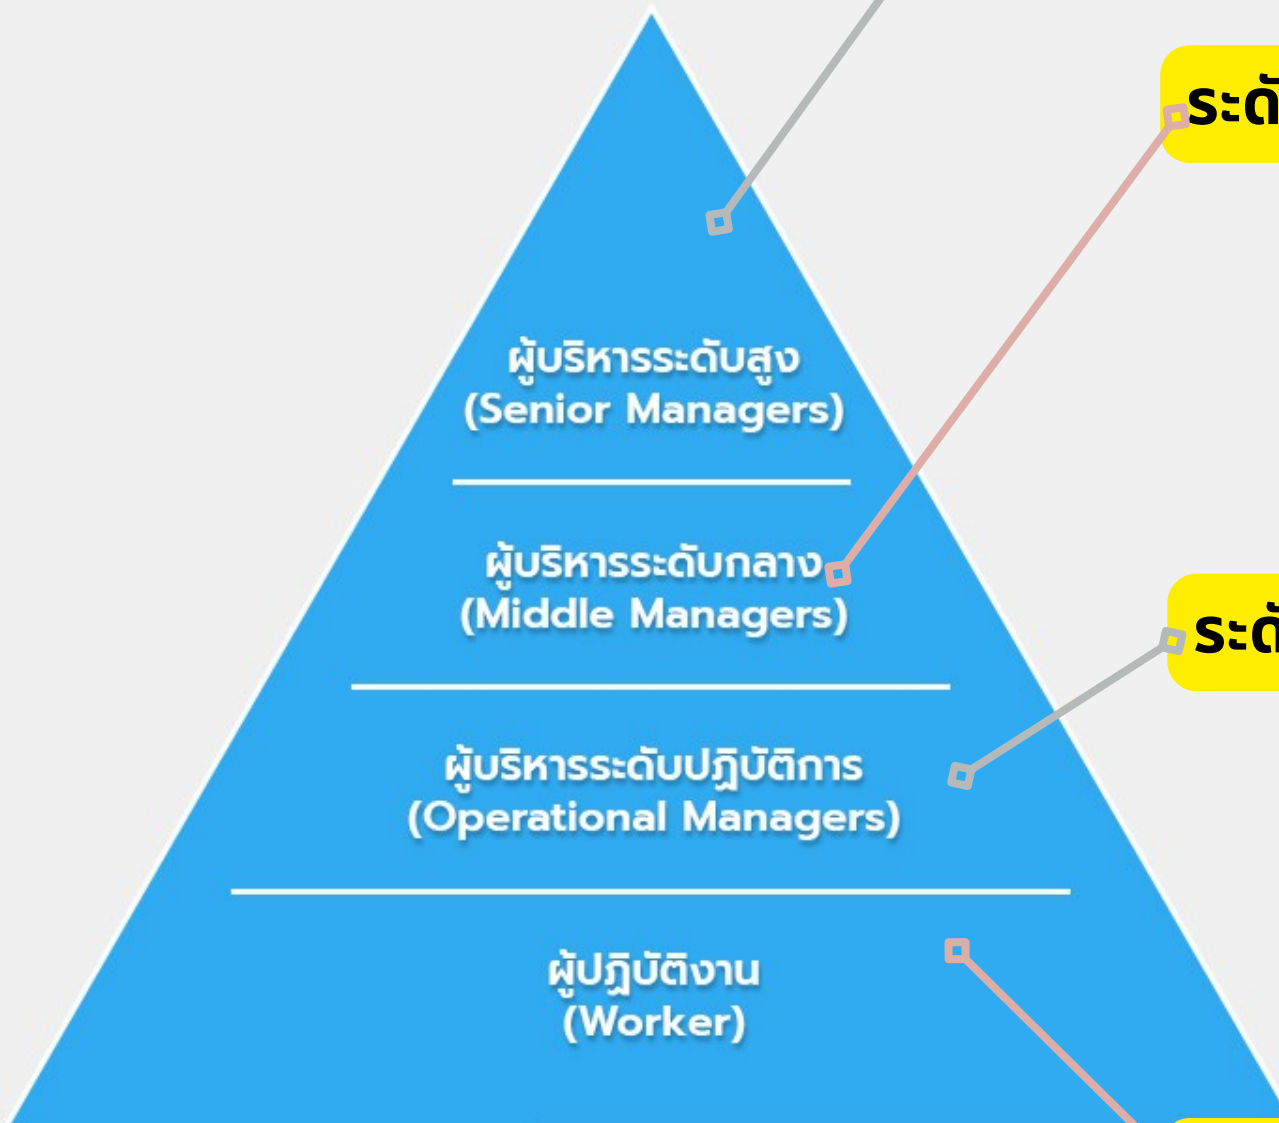 ผู้บริหารระดับสูง
(Senior Managers)
ผู้บริหารระดับกลาง
(Middle Managers)
ผู้บริหารระดับปฏิบัติการ
(Operational Managers)
ผู้ปฏิบัติงาน
(Worker)